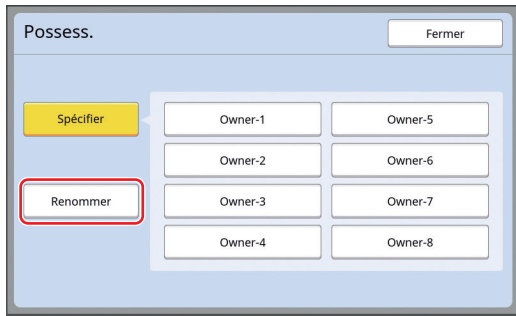 Possess.
Fermer
Spécifier
Owner-1
Owner-5
Owner-2
Owner-6
Renommer
Owner-3
Owner-7
Owner-4
Owner-8